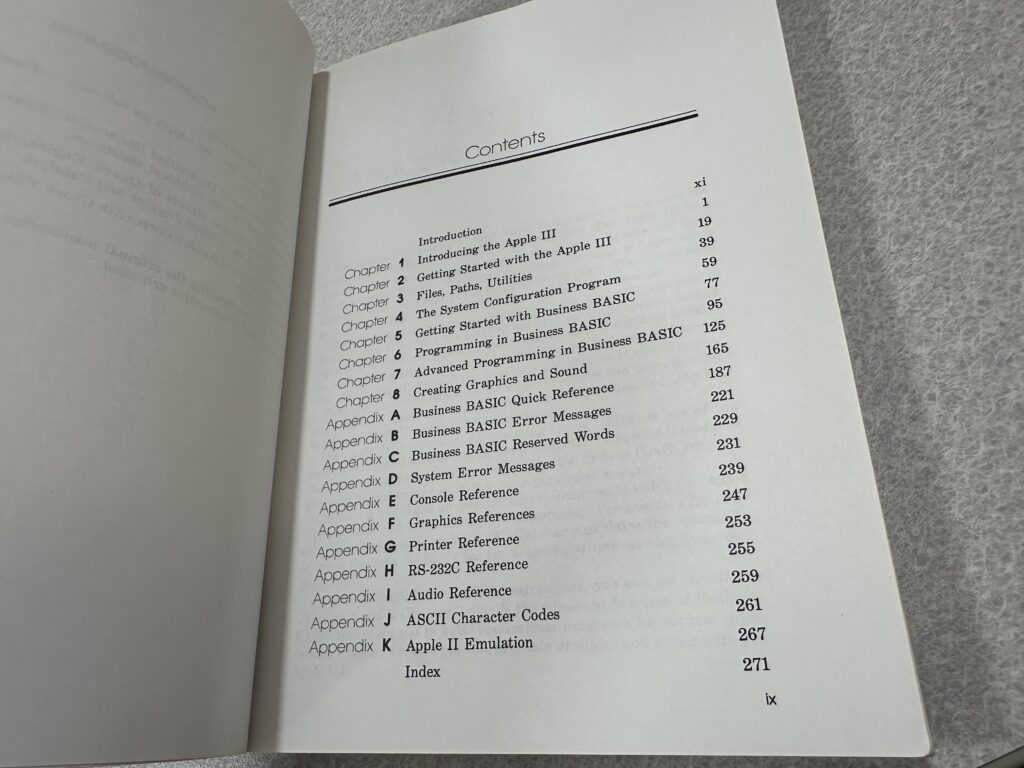 Contents
Introduction xi
Chapter 1 Introducing the Apple III 1
Chapter 2 Getting Started with the Apple III 19
Chapter 3 Files, Paths, Utilities 39
Chapter 4 The System Configuration Program 59
Chapter 5 Getting Started with Business BASIC 77
Chapter 6 Programming in Business BASIC 95
Chapter 7 Advanced Programming in Business BASIC 125
Chapter 8 Creating Graphics and Sound 165
Appendix A Business BASIC Quick Reference 187
Appendix B Business BASIC Error Messages 221
Appendix C Business BASIC Reserved Words 229
Appendix D System Error Messages 231
Appendix E Console Reference 239
Appendix F Graphics References 247
Appendix G Printer Reference 253
Appendix H RS-232C Reference 255
Appendix I Audio Reference 259
Appendix J ASCII Character Codes 261
Appendix K Apple II Emulation 267
Index 271
ix